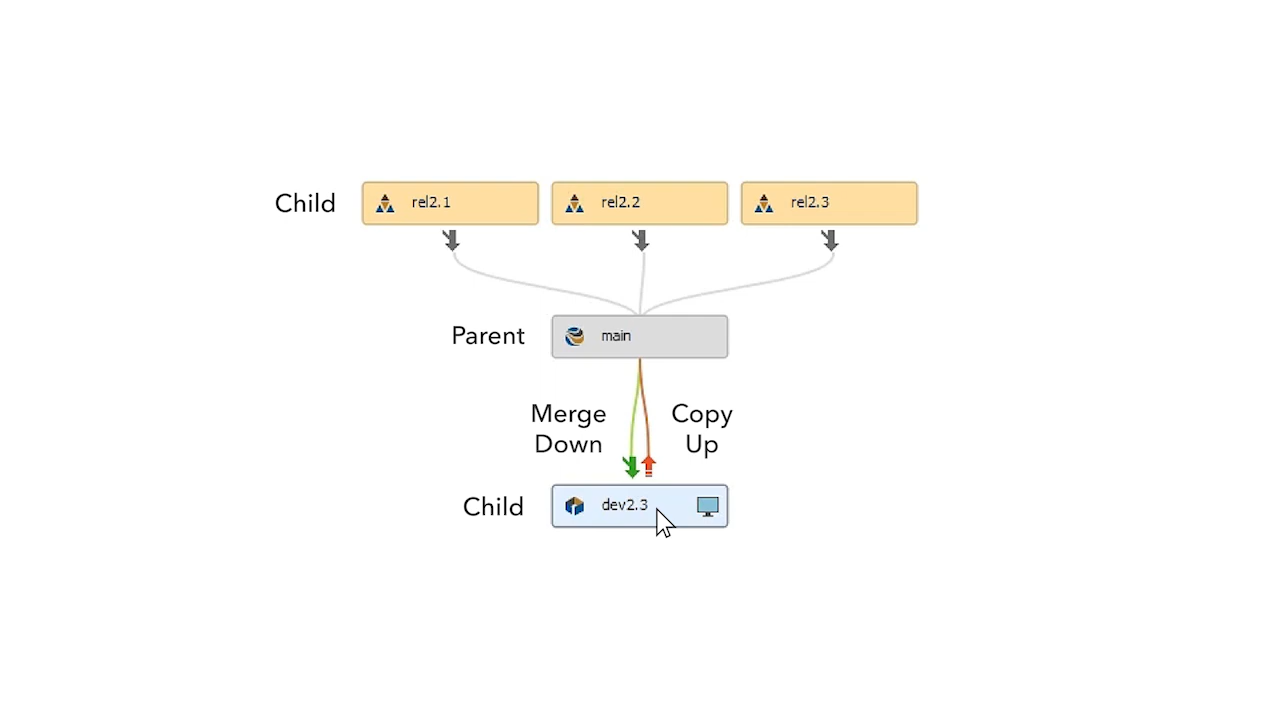 Child
rel2.1
rel2.2
rel2.3
Parent
main
Merge
Down
Copy
Up
Child
dev2.3